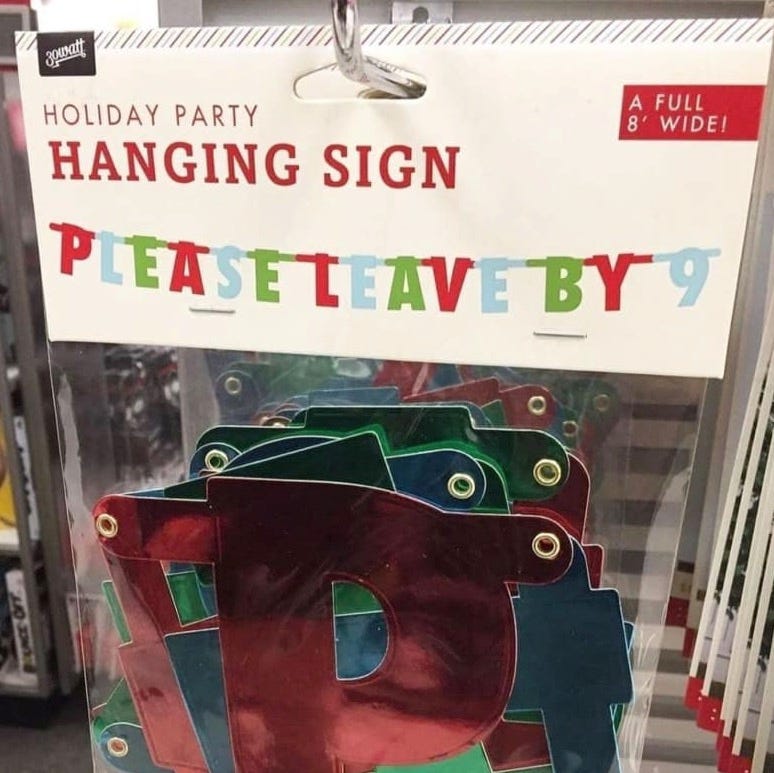 30watt
HOLIDAY PARTY
HANGING SIGN
A FULL
8' WIDE!
PLEASE LEAVE BY 9
P